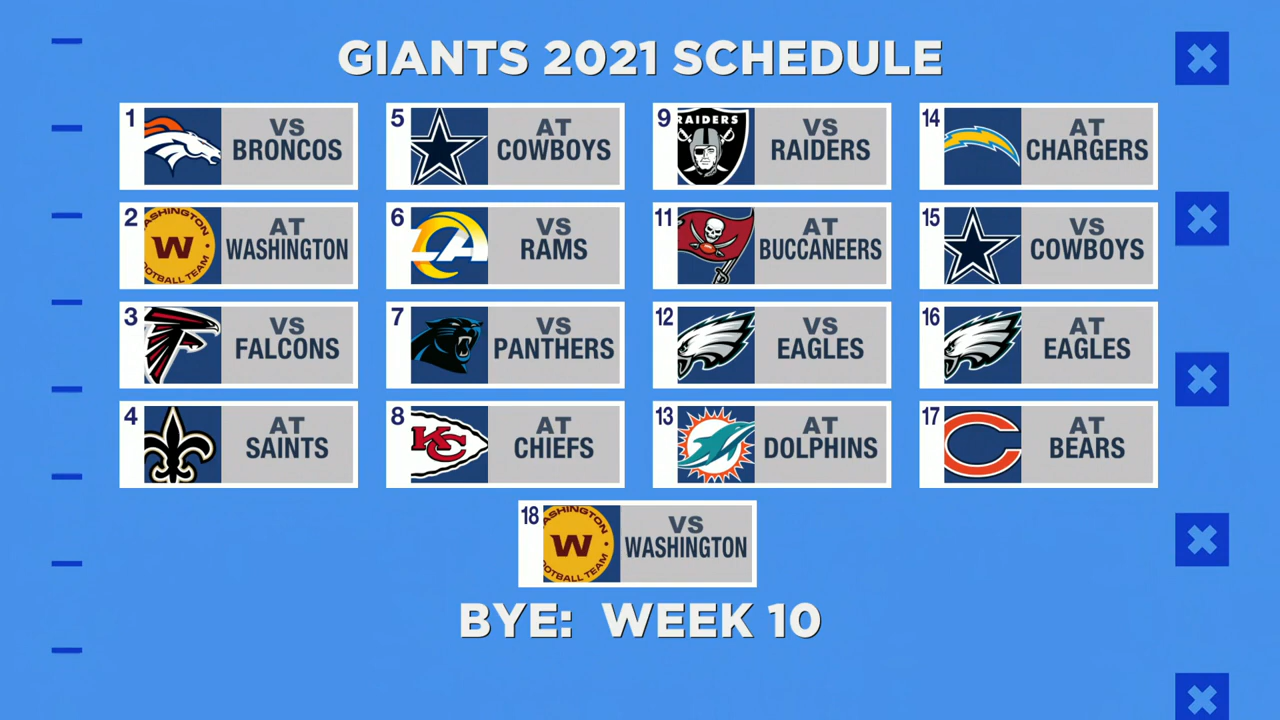 GIANTS 2021 SCHEDULE
1
VS
BRONCOS
2
WASHINGTON
W
FOOTBALL TEAM
AT
WASHINGTON
3
VS
FALCONS
4
AT
SAINTS
5
AT
COWBOYS
6
LA
VS
RAMS
7
VS
PANTHERS
8
KC
AT
CHIEFS
9
RAIDERS
VS
RAIDERS
11
AT
BUCCANEERS
12
VS
EAGLES
13
AT
DOLPHINS
14
AT
CHARGERS
15
VS
COWBOYS
16
AT
EAGLES
17
C
AT
BEARS
18
WASHINGTON
W
FOOTBALL TEAM
VS
WASHINGTON
BYE: WEEK 10